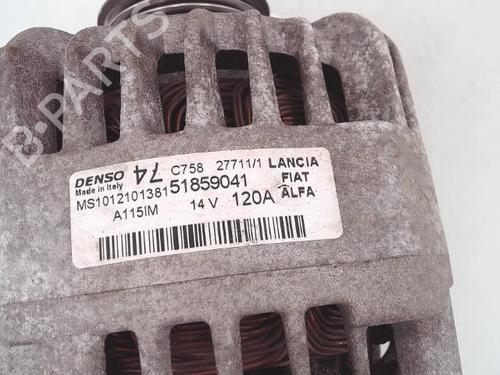 B-PARTS
DENSO 74 C758 27711/1 LANCIA
Made in Italy FIAT
MS1012101381 51859041 ALFA
A115IM 14 V 120A